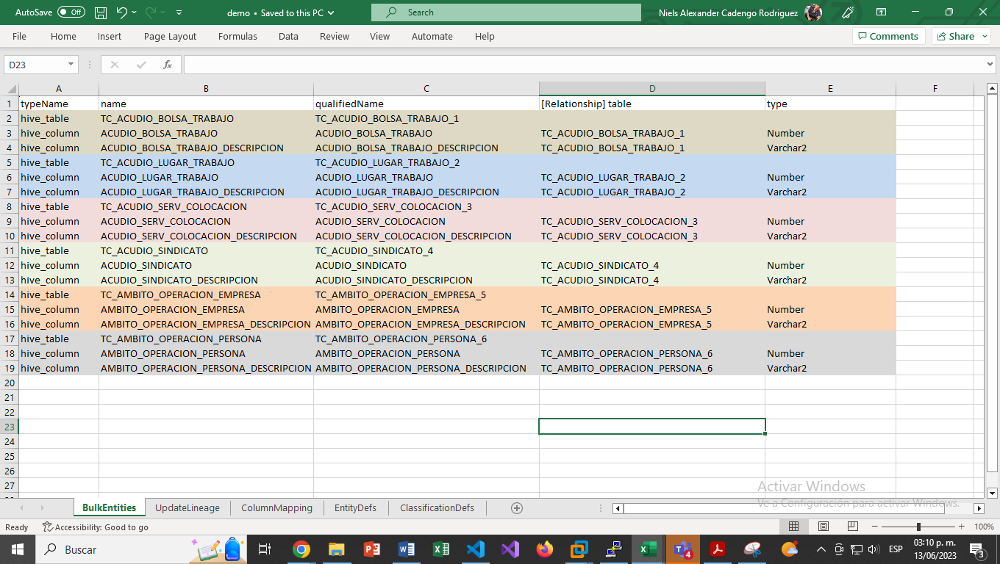 AutoSave Off demo • Saved to this PC Search Niels Alexander Cadengo Rodriguez
File Home Insert Page Layout Formulas Data Review View Automate Help Comments Share
D23 fx
A B C D E F
1 typeName name qualifiedName [Relationship] table type
2 hive_table TC_ACUDIO_BOLSA_TRABAJO TC_ACUDIO_BOLSA_TRABAJO_1
3 hive_column ACUDIO_BOLSA_TRABAJO ACUDIO_BOLSA_TRABAJO TC_ACUDIO_BOLSA_TRABAJO_1 Number
4 hive_column ACUDIO_BOLSA_TRABAJO_DESCRIPCION ACUDIO_BOLSA_TRABAJO_DESCRIPCION TC_ACUDIO_BOLSA_TRABAJO_1 Varchar2
5 hive_table TC_ACUDIO_LUGAR_TRABAJO TC_ACUDIO_LUGAR_TRABAJO_2
6 hive_column ACUDIO_LUGAR_TRABAJO ACUDIO_LUGAR_TRABAJO TC_ACUDIO_LUGAR_TRABAJO_2 Number
7 hive_column ACUDIO_LUGAR_TRABAJO_DESCRIPCION ACUDIO_LUGAR_TRABAJO_DESCRIPCION TC_ACUDIO_LUGAR_TRABAJO_2 Varchar2
8 hive_table TC_ACUDIO_SERV_COLOCACION TC_ACUDIO_SERV_COLOCACION_3
9 hive_column ACUDIO_SERV_COLOCACION ACUDIO_SERV_COLOCACION TC_ACUDIO_SERV_COLOCACION_3 Number
10 hive_column ACUDIO_SERV_COLOCACION_DESCRIPCION ACUDIO_SERV_COLOCACION_DESCRIPCION TC_ACUDIO_SERV_COLOCACION_3 Varchar2
11 hive_table TC_ACUDIO_SINDICATO TC_ACUDIO_SINDICATO_4
12 hive_column ACUDIO_SINDICATO ACUDIO_SINDICATO TC_ACUDIO_SINDICATO_4 Number
13 hive_column ACUDIO_SINDICATO_DESCRIPCION ACUDIO_SINDICATO_DESCRIPCION TC_ACUDIO_SINDICATO_4 Varchar2
14 hive_table TC_AMBITO_OPERACION_EMPRESA TC_AMBITO_OPERACION_EMPRESA_5
15 hive_column AMBITO_OPERACION_EMPRESA AMBITO_OPERACION_EMPRESA TC_AMBITO_OPERACION_EMPRESA_5 Number
16 hive_column AMBITO_OPERACION_EMPRESA_DESCRIPCION AMBITO_OPERACION_EMPRESA_DESCRIPCION TC_AMBITO_OPERACION_EMPRESA_5 Varchar2
17 hive_table TC_AMBITO_OPERACION_PERSONA TC_AMBITO_OPERACION_PERSONA_6
18 hive_column AMBITO_OPERACION_PERSONA AMBITO_OPERACION_PERSONA TC_AMBITO_OPERACION_PERSONA_6 Number
19 hive_column AMBITO_OPERACION_PERSONA_DESCRIPCION AMBITO_OPERACION_PERSONA_DESCRIPCION TC_AMBITO_OPERACION_PERSONA_6 Varchar2
20
21
22
23
24
25
26
27
Activar Windows
Ve a Configuración para activar Windows.
BulkEntities UpdateLineage ColumnMapping EntityDefs ClassificationDefs
Ready Accessibility: Good to go 100%
Buscar ESP 03:10 p. m.
4 13/06/2023 3